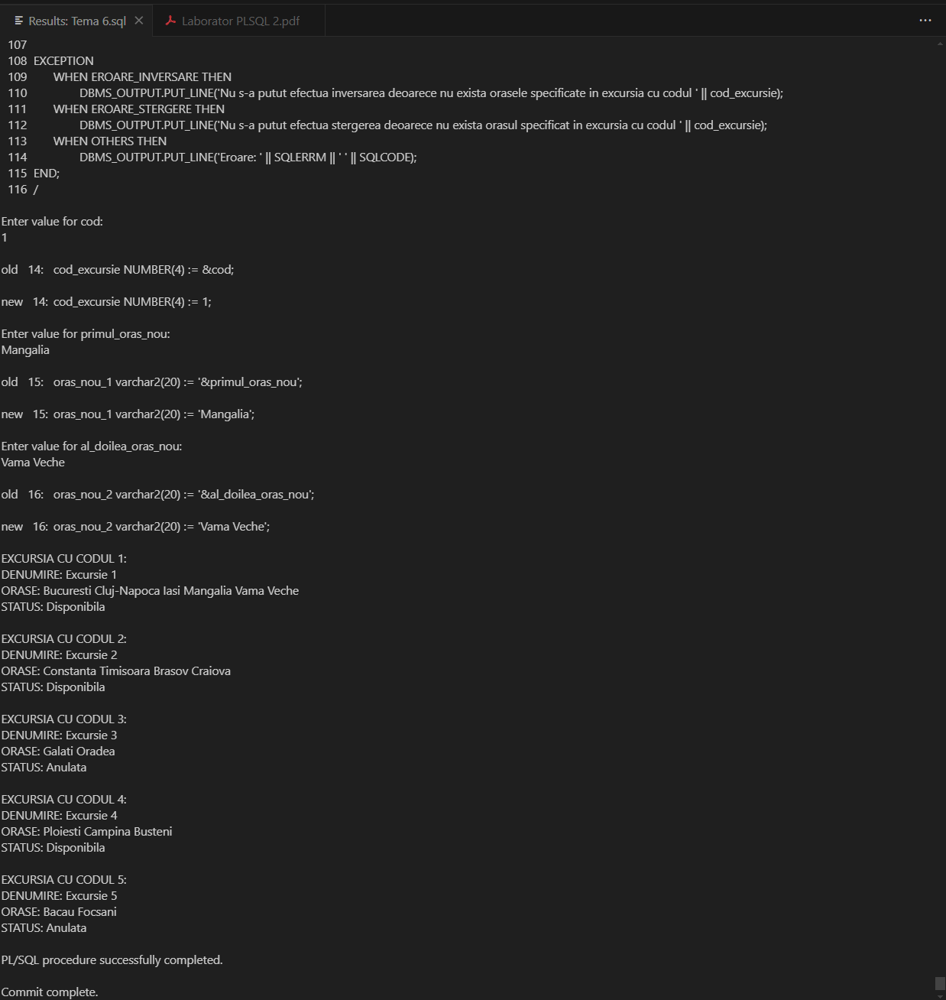 Results: Tema 6.sql
Laborator PLSQL 2.pdf
107
108 EXCEPTION
109 WHEN EROARE_INVERSARE THEN
110 DBMS_OUTPUT.PUT_LINE('Nu s-a putut efectua inversarea deoarece nu exista orasele specificate in excursia cu codul ' || cod_excursie);
111 WHEN EROARE_STERGERE THEN
112 DBMS_OUTPUT.PUT_LINE('Nu s-a putut efectua stergerea deoarece nu exista orasul specificat in excursia cu codul ' || cod_excursie);
113 WHEN OTHERS THEN
114 DBMS_OUTPUT.PUT_LINE('Eroare: ' || SQLERRM || ' ' || SQLCODE);
115 END;
116 /
Enter value for cod:
1
old 14: cod_excursie NUMBER(4) := &cod;
new 14: cod_excursie NUMBER(4) := 1;
Enter value for primul_oras_nou:
Mangalia
old 15: oras_nou_1 varchar2(20) := '&primul_oras_nou';
new 15: oras_nou_1 varchar2(20) := 'Mangalia';
Enter value for al_doilea_oras_nou:
Vama Veche
old 16: oras_nou_2 varchar2(20) := '&al_doilea_oras_nou';
new 16: oras_nou_2 varchar2(20) := 'Vama Veche';
EXCURSIA CU CODUL 1:
DENUMIRE: Excursie 1
ORASE: Bucuresti Cluj-Napoca Iasi Mangalia Vama Veche
STATUS: Disponibila
EXCURSIA CU CODUL 2:
DENUMIRE: Excursie 2
ORASE: Constanta Timisoara Brasov Craiova
STATUS: Disponibila
EXCURSIA CU CODUL 3:
DENUMIRE: Excursie 3
ORASE: Galati Oradea
STATUS: Anulata
EXCURSIA CU CODUL 4:
DENUMIRE: Excursie 4
ORASE: Ploiesti Campina Busteni
STATUS: Disponibila
EXCURSIA CU CODUL 5:
DENUMIRE: Excursie 5
ORASE: Bacau Focsani
STATUS: Anulata
PL/SQL procedure successfully completed.
Commit complete.